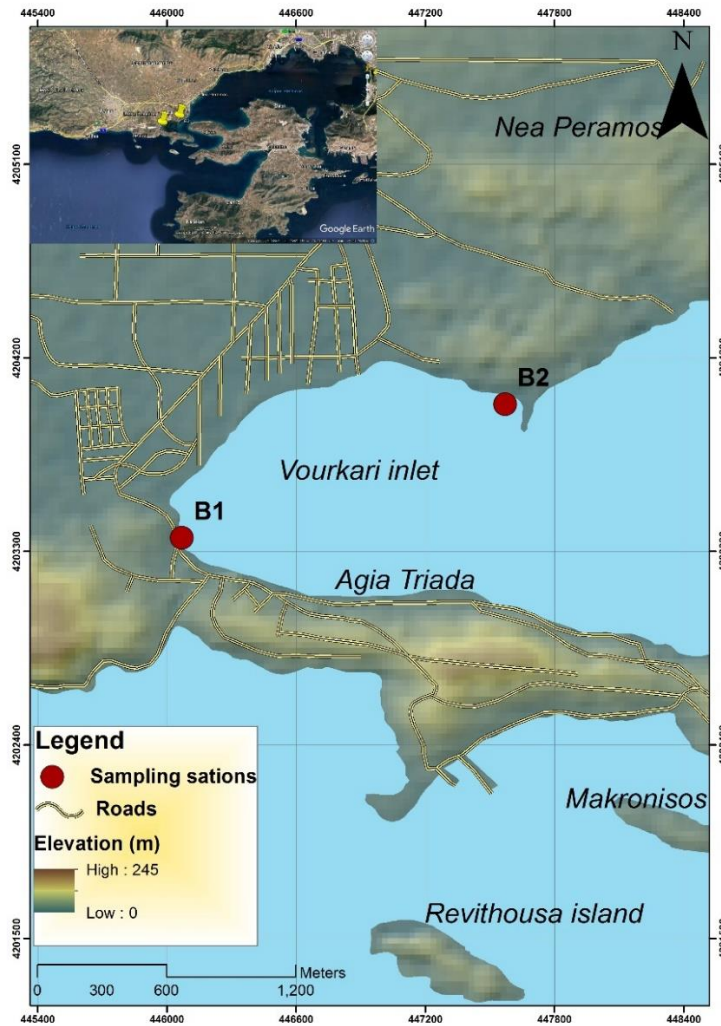 445400 446000 446600 447200 447800 448400
N
Google Earth
Nea Peramos
4205100
4204200
B2
Vourkari inlet
B1
4203300
Agia Triada
Legend
Sampling sations
Roads
Elevation (m)
High : 245
Low : 0
4202400
Makronisos
Revithousa island
4201500
Meters
0 300 600 1,200
445400 446000 446600 447200 447800 448400